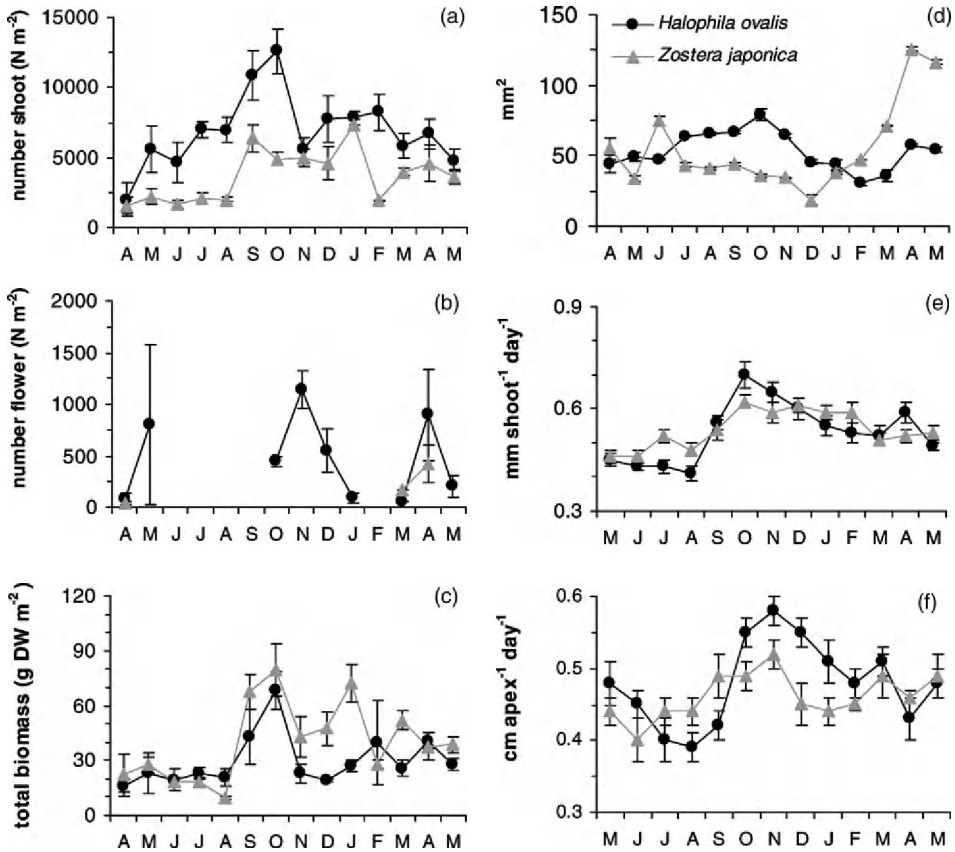 (a)
number shoot (N m⁻²)
15000
10000
5000
0
A M J J A S O N D J F M A M
(d)
Halophila ovalis
Zostera japonica
mm²
150
100
50
0
A M J J A S O N D J F M A M
(b)
number flower (N m⁻²)
2000
1500
1000
500
0
A M J J A S O N D J F M A M
(e)
mm shoot⁻¹ day⁻¹
0.9
0.6
0.3
M J J A S O N D J F M A M
(c)
total biomass (g DW m⁻²)
120
90
60
30
0
A M J J A S O N D J F M A M
(f)
cm apex⁻¹ day⁻¹
0.6
0.5
0.4
0.3
M J J A S O N D J F M A M